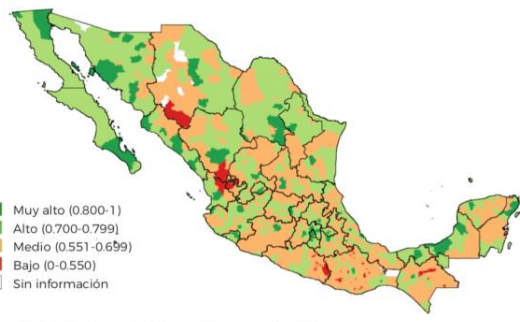 Muy alto (0.800-1)
Alto (0.700-0.799)
Medio (0.551-0.699)
Bajo (0-0.550)
Sin información